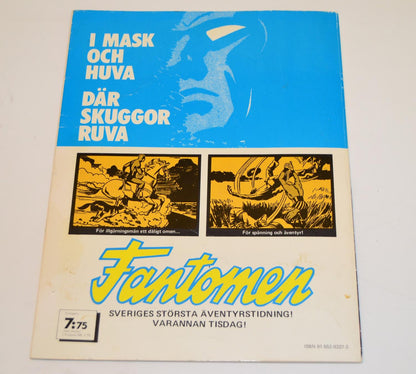 I MASK
OCH
HUVA
DÄR
SKUGGOR
RUVA
För illgärningsmän ett dåligt omen...
För spänning och äventyr!
Fantomen
SVERIGES STÖRSTA ÄVENTYRSTIDNING!
VARANNAN TISDAG!
7:75